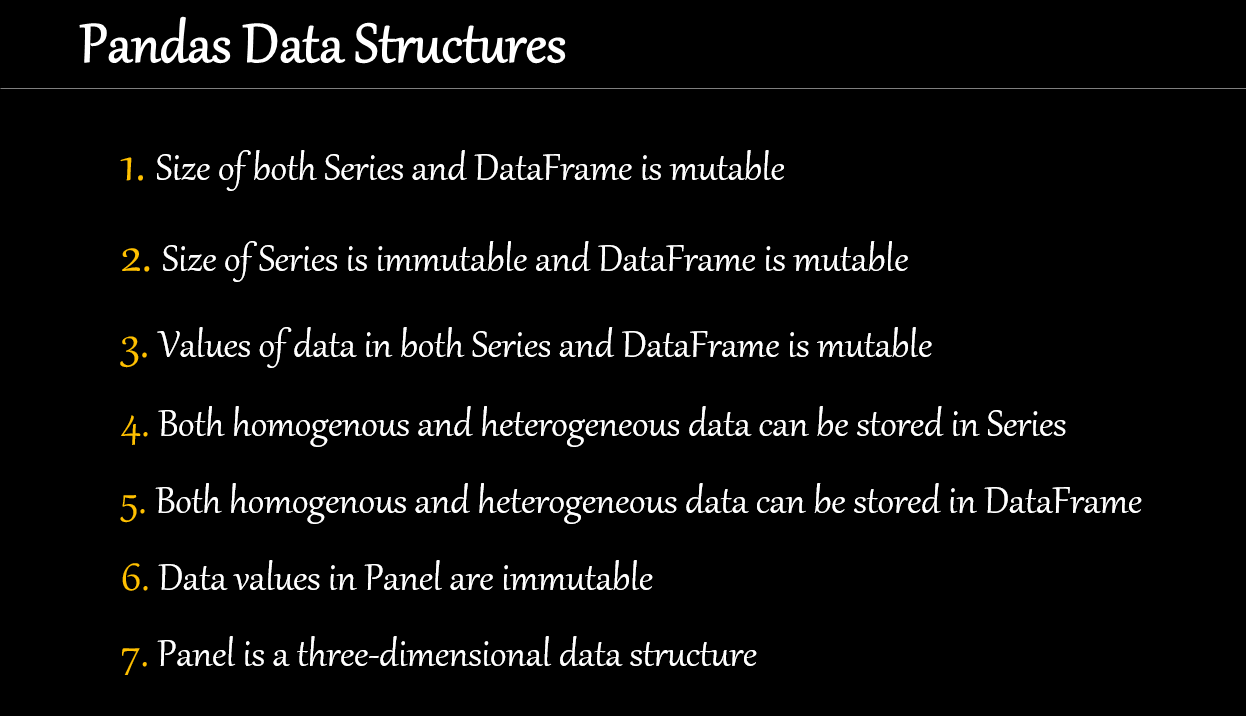 Pandas Data Structures
1. Size of both Series and DataFrame is mutable
2. Size of Series is immutable and DataFrame is mutable
3. Values of data in both Series and DataFrame is mutable
4. Both homogenous and heterogeneous data can be stored in Series
5. Both homogenous and heterogeneous data can be stored in DataFrame
6. Data values in Panel are immutable
7. Panel is a three-dimensional data structure